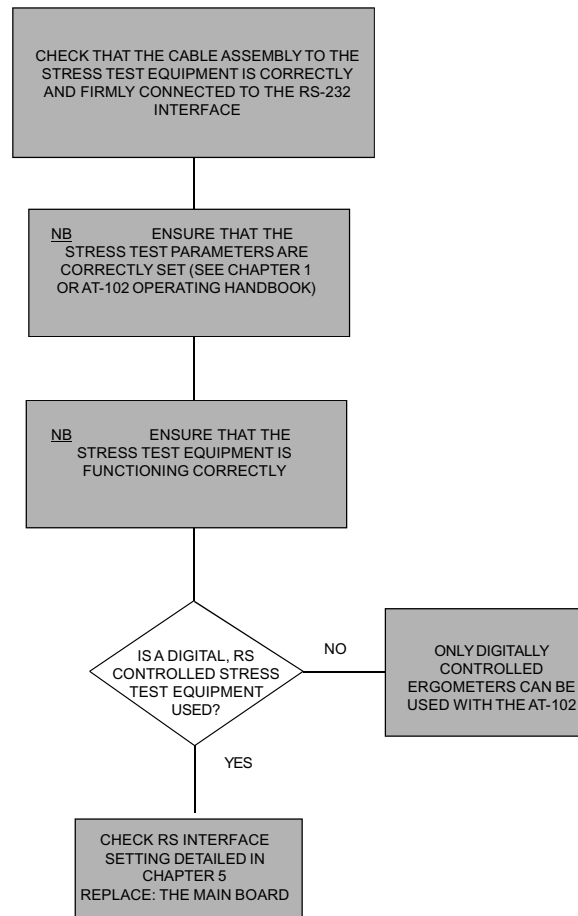 CHECK THAT THE CABLE ASSEMBLY TO THE
STRESS TEST EQUIPMENT IS CORRECTLY
AND FIRMLY CONNECTED TO THE RS-232
INTERFACE
NB ENSURE THAT THE
STRESS TEST PARAMETERS ARE
CORRECTLY SET (SEE CHAPTER 1
OR AT-102 OPERATING HANDBOOK)
NB ENSURE THAT THE
STRESS TEST EQUIPMENT IS
FUNCTIONING CORRECTLY
IS A DIGITAL, RS
CONTROLLED STRESS
TEST EQUIPMENT
USED?
NO
ONLY DIGITALLY
CONTROLLED
ERGOMETERS CAN BE
USED WITH THE AT-102
YES
CHECK RS INTERFACE
SETTING DETAILED IN
CHAPTER 5
REPLACE: THE MAIN BOARD